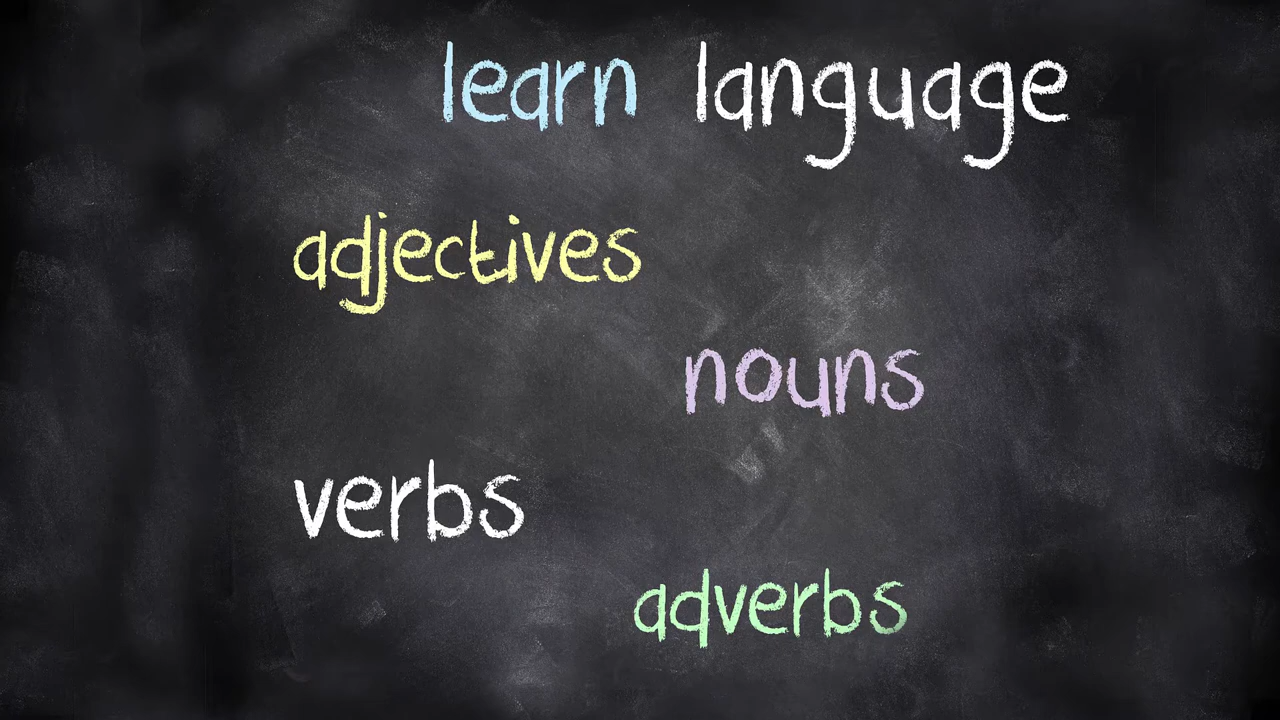 learn language
adjectives
nouns
verbs
adverbs